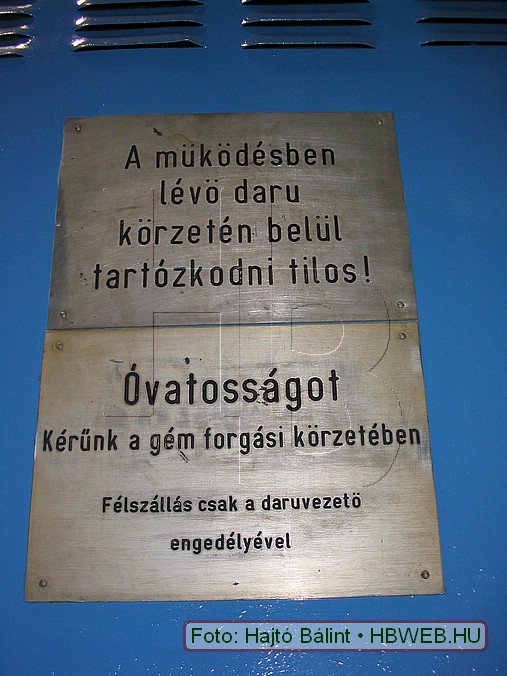 A müködésben
lévö daru
körzetén belül
tartózkodni tilos!
Óvatosságot
Kérűnk a gém forgási körzetében
Félszállás csak a daruvezetö
engedélyével
Foto: Hajtó Bálint • HBWEB.HU